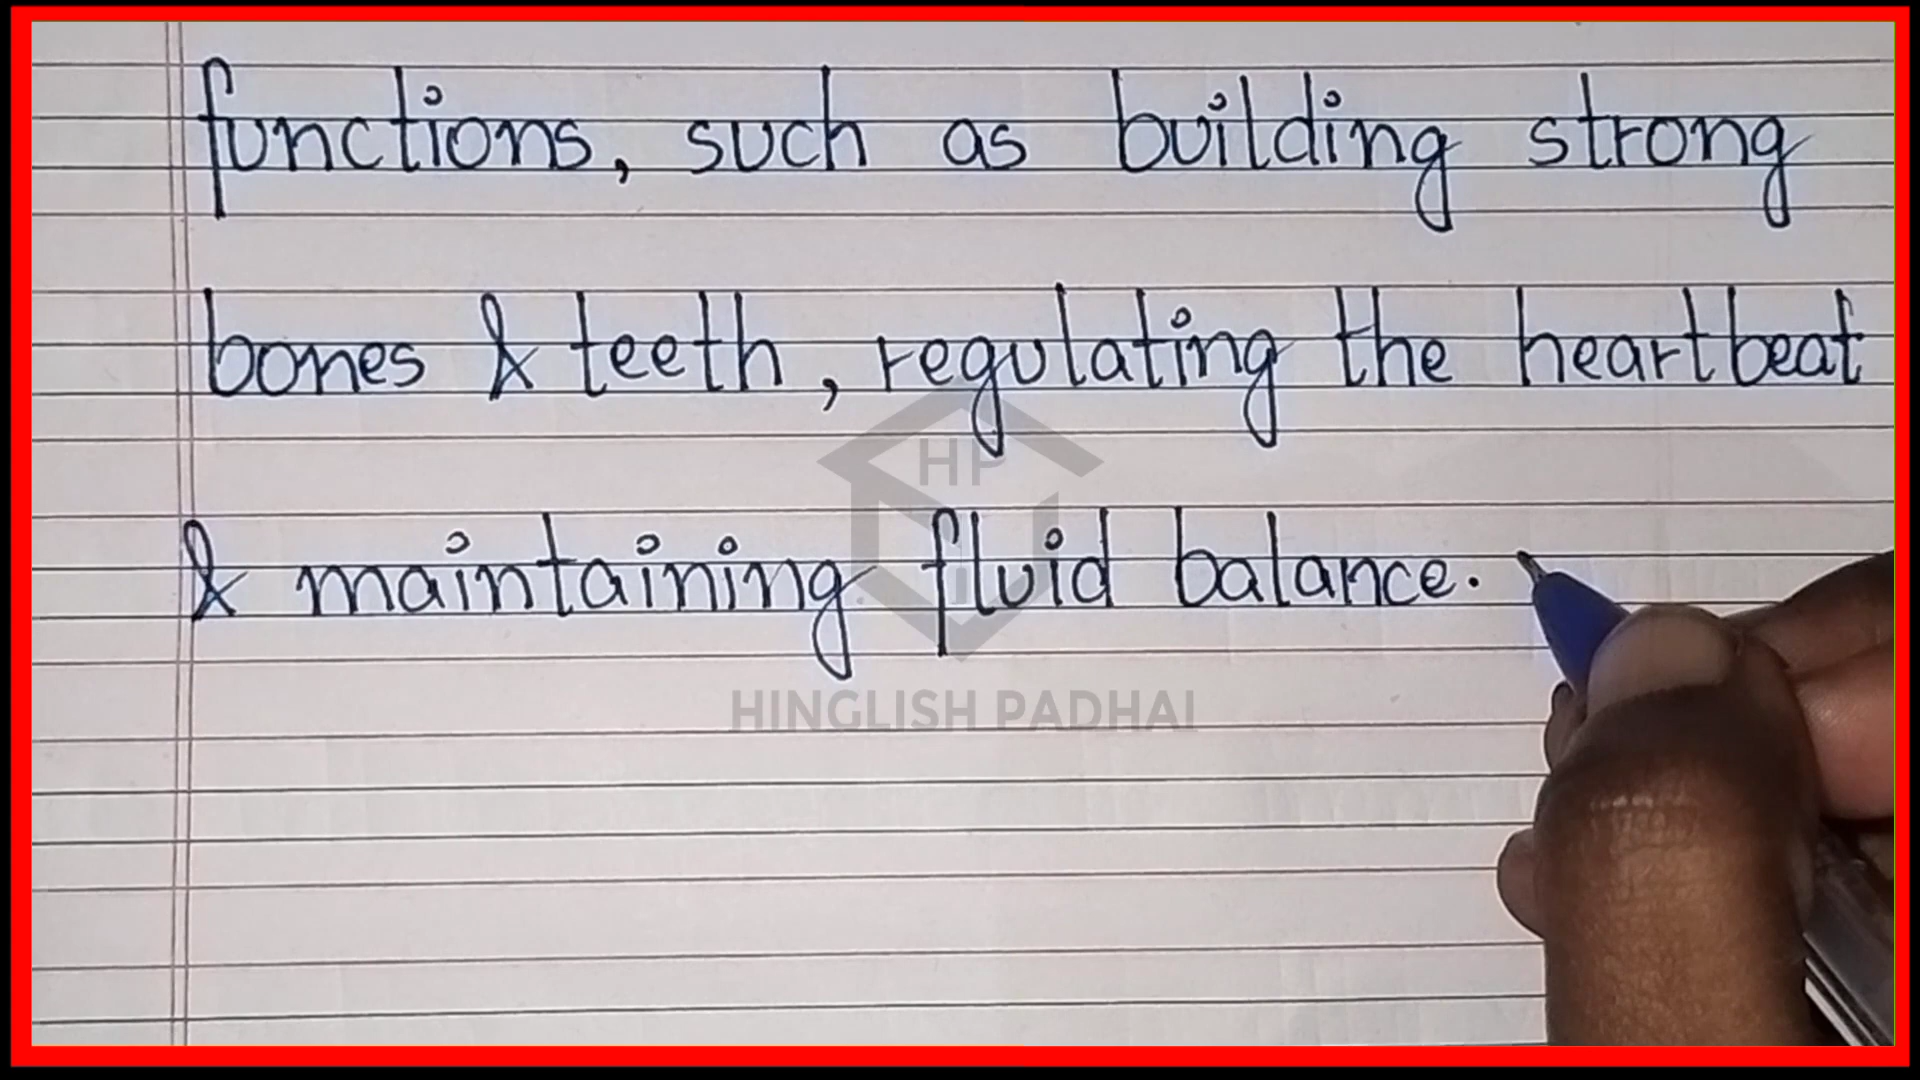 functions, such as building strong
bones & teeth, regulating the heartbeat
& maintaining fluid balance.
HP
HINGLISH PADHAI